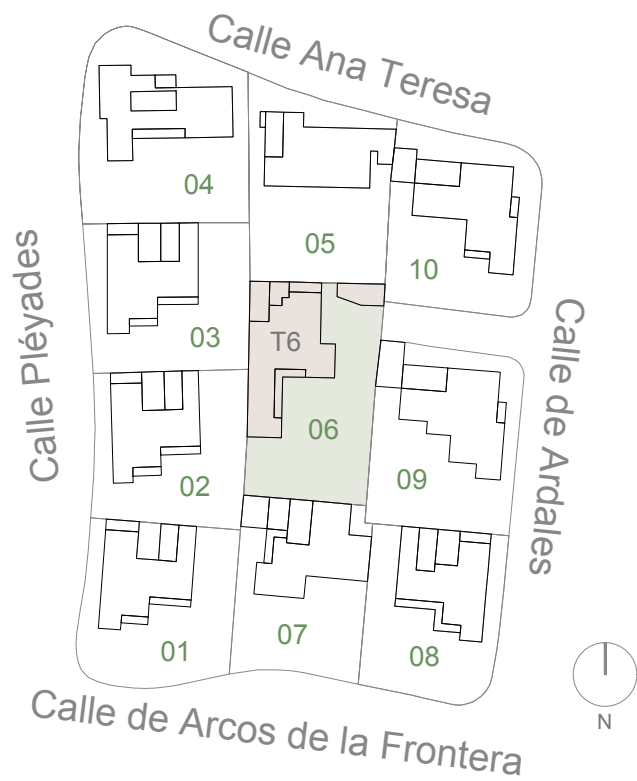 Calle Ana Teresa
04
05
10
Calle Pléyades
03
T6
Calle de Ardales
06
02
09
01
07
08
N
Calle de Arcos de la Frontera